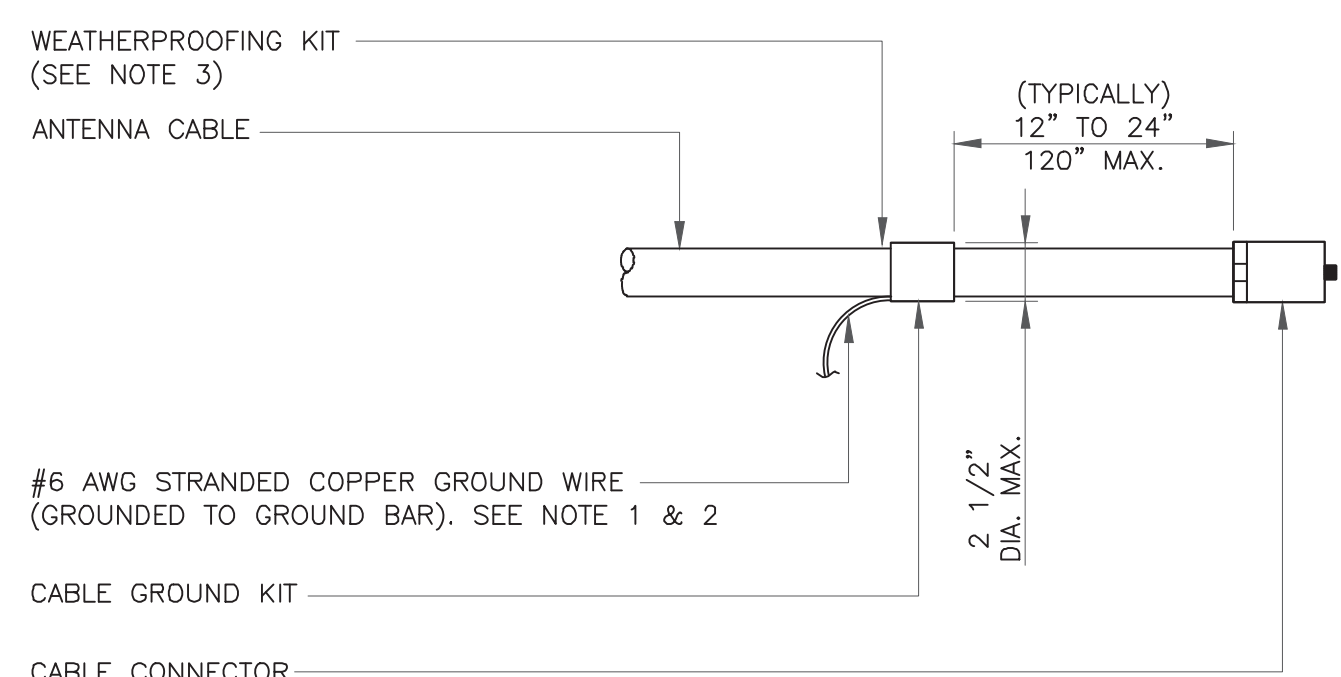 WEATHERPROOFING KIT
(SEE NOTE 3)
ANTENNA CABLE
(TYPICALLY)
12” TO 24”
120” MAX.
#6 AWG STRANDED COPPER GROUND WIRE
(GROUNDED TO GROUND BAR). SEE NOTE 1 & 2
2 1/2”
DIA. MAX.
CABLE GROUND KIT
CABLE CONNECTOR